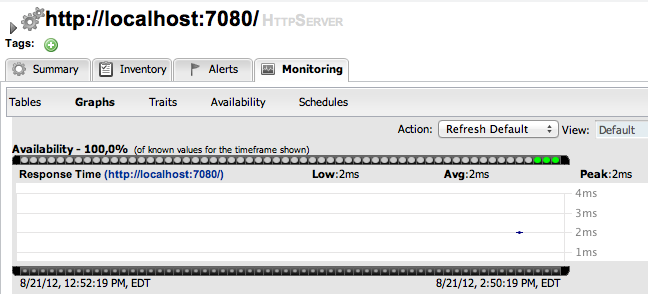 http://localhost:7080/ HTTPSERVER
Tags:
Summary Inventory Alerts Monitoring
Tables Graphs Traits Availability Schedules
Action: Refresh Default View: Default
Availability - 100,0% (of known values for the timeframe shown)
Response Time (http://localhost:7080/) Low:2ms Avg:2ms Peak:2ms
4ms
3ms
2ms
1ms
8/21/12, 12:52:19 PM, EDT 8/21/12, 2:50:19 PM, EDT